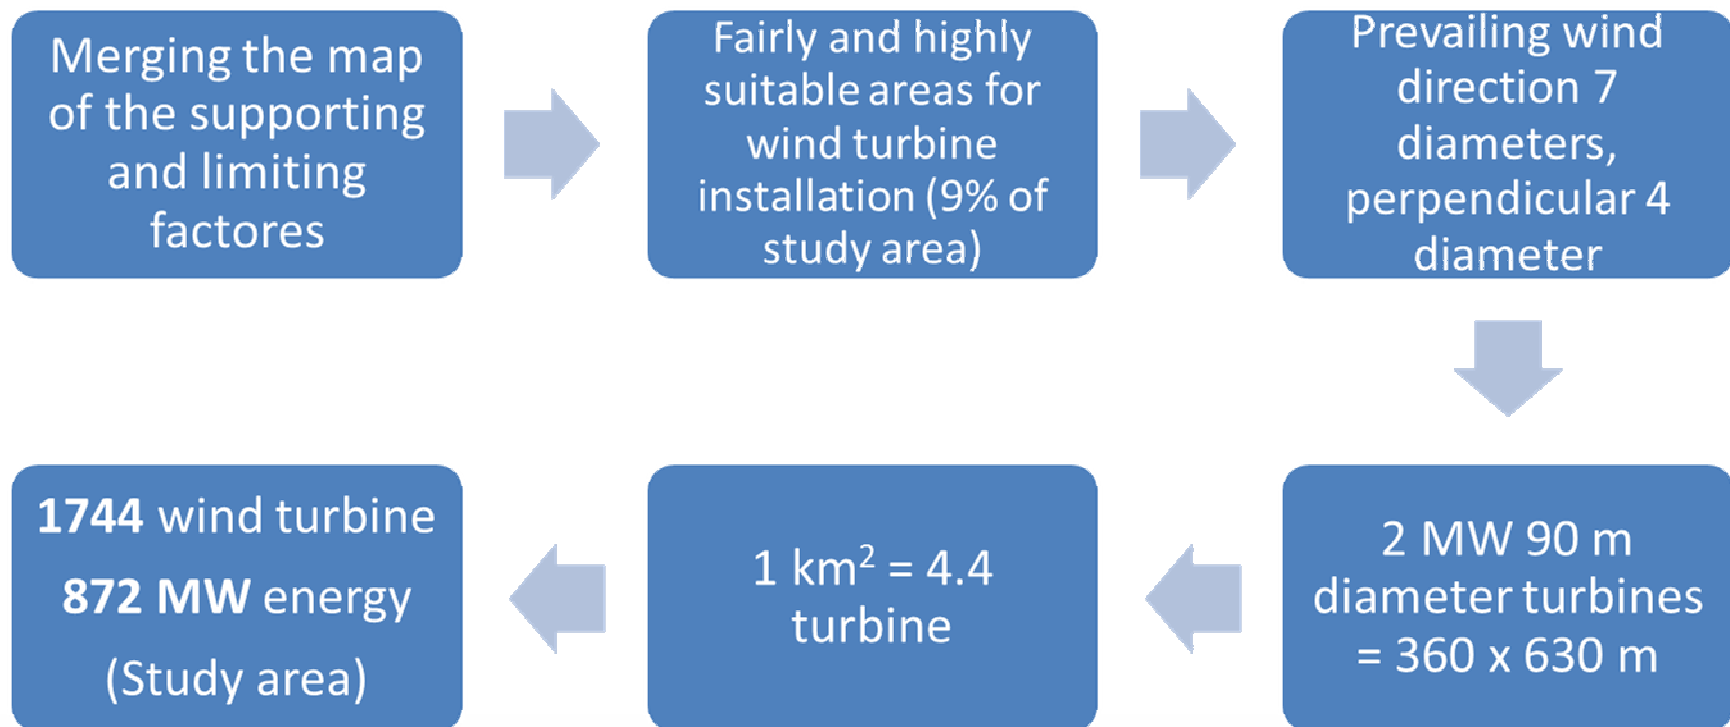 Merging the map
of the supporting
and limiting
factores
Fairly and highly
suitable areas for
wind turbine
installation (9% of
study area)
Prevailing wind
direction 7
diameters,
perpendicular 4
diameter
2 MW 90 m
diameter turbines
= 360 x 630 m
1 km² = 4.4
turbine
1744 wind turbine
872 MW energy
(Study area)